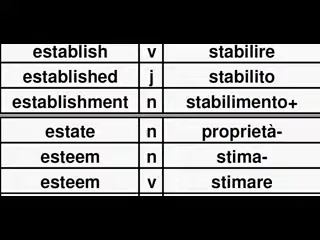 establish v stabilire
established j stabilito
establishment n stabilimento+
estate n proprietà-
esteem n stima-
esteem v stimare